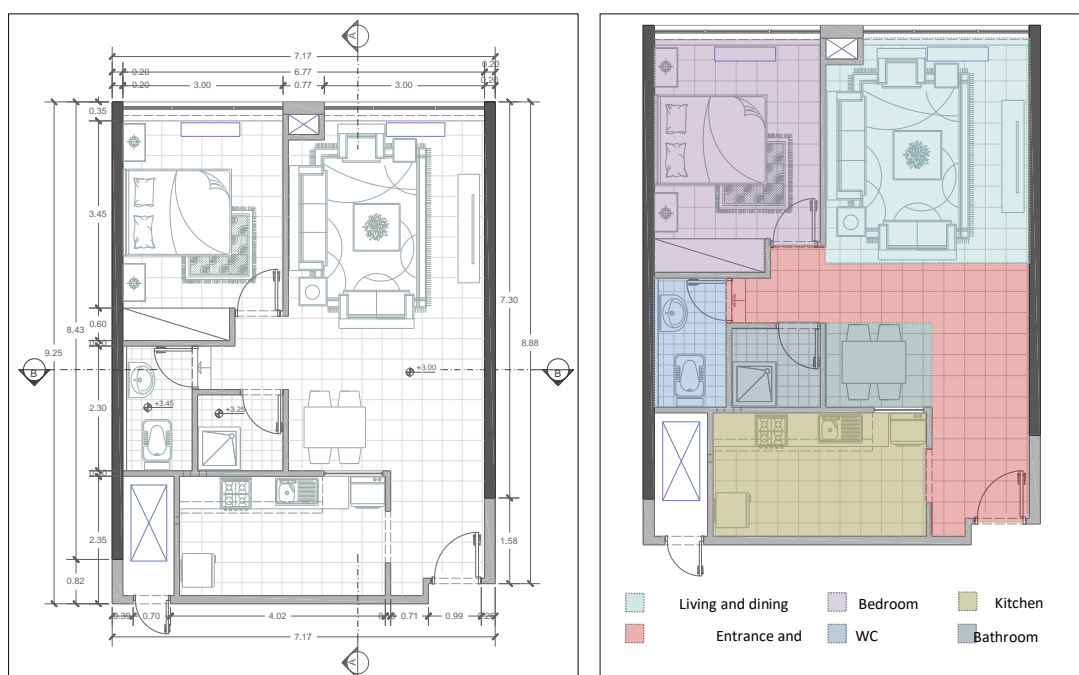 A
7.17
0.20 6.77 0.20
0.20 3.00 0.77 3.00 0.20
0.35
3.45
0.60
8.43
9.25
2.30
2.35
0.82
7.30
8.88
1.58
B
B
+3.00
+3.45
+3.25
0.70 4.02 0.71 0.99
7.17
A
Living and dining Bedroom Kitchen
Entrance and WC Bathroom